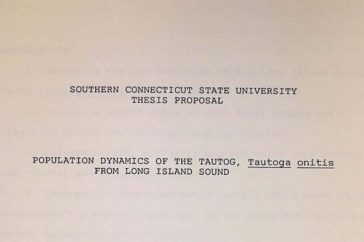 SOUTHERN CONNECTICUT STATE UNIVERSITY
THESIS PROPOSAL
POPULATION DYNAMICS OF THE TAUTOG, Tautoga onitis
FROM LONG ISLAND SOUND